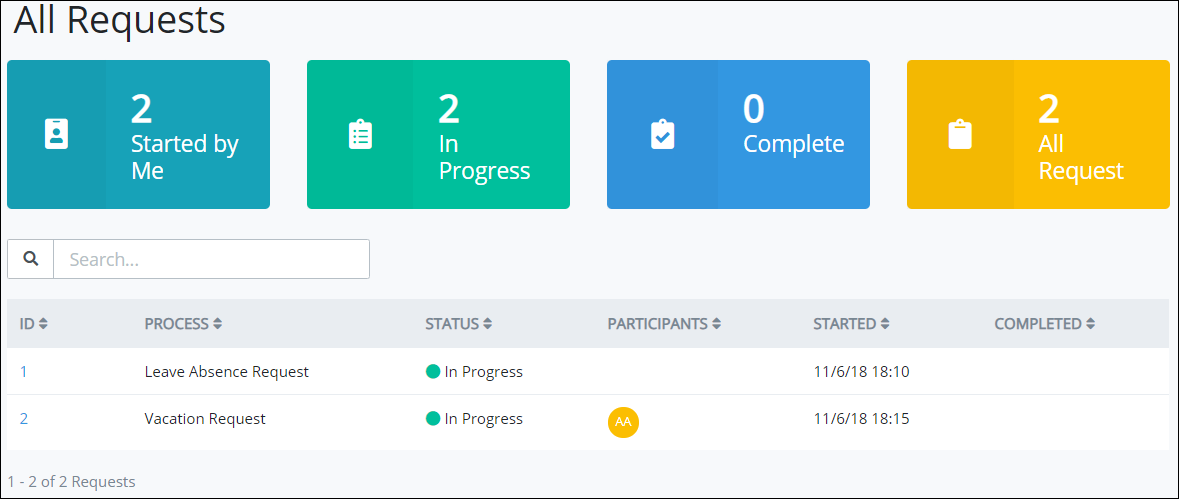 All Requests
2
Started by
Me
2
In
Progress
0
Complete
2
All
Request
Search...
ID PROCESS STATUS PARTICIPANTS STARTED COMPLETED
1 Leave Absence Request In Progress 11/6/18 18:10
2 Vacation Request In Progress AA 11/6/18 18:15
1 - 2 of 2 Requests